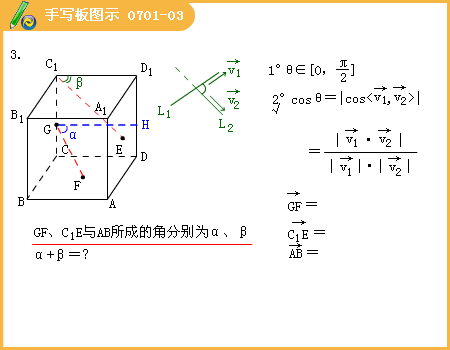 手写板图示 0701-03
3.
C₁
D₁
β
B₁
A₁
G
H
α
C
E
D
F
B
A
v₁
v₂
L₁
L₂
1° θ∈[0, π/2]
2° cosθ=|cos<v₁,v₂>|
=|v₁·v₂| / |v₁|·|v₂|
GF=
C₁E=
AB=
GF、C₁E与AB所成的角分别为α、β
α+β=?